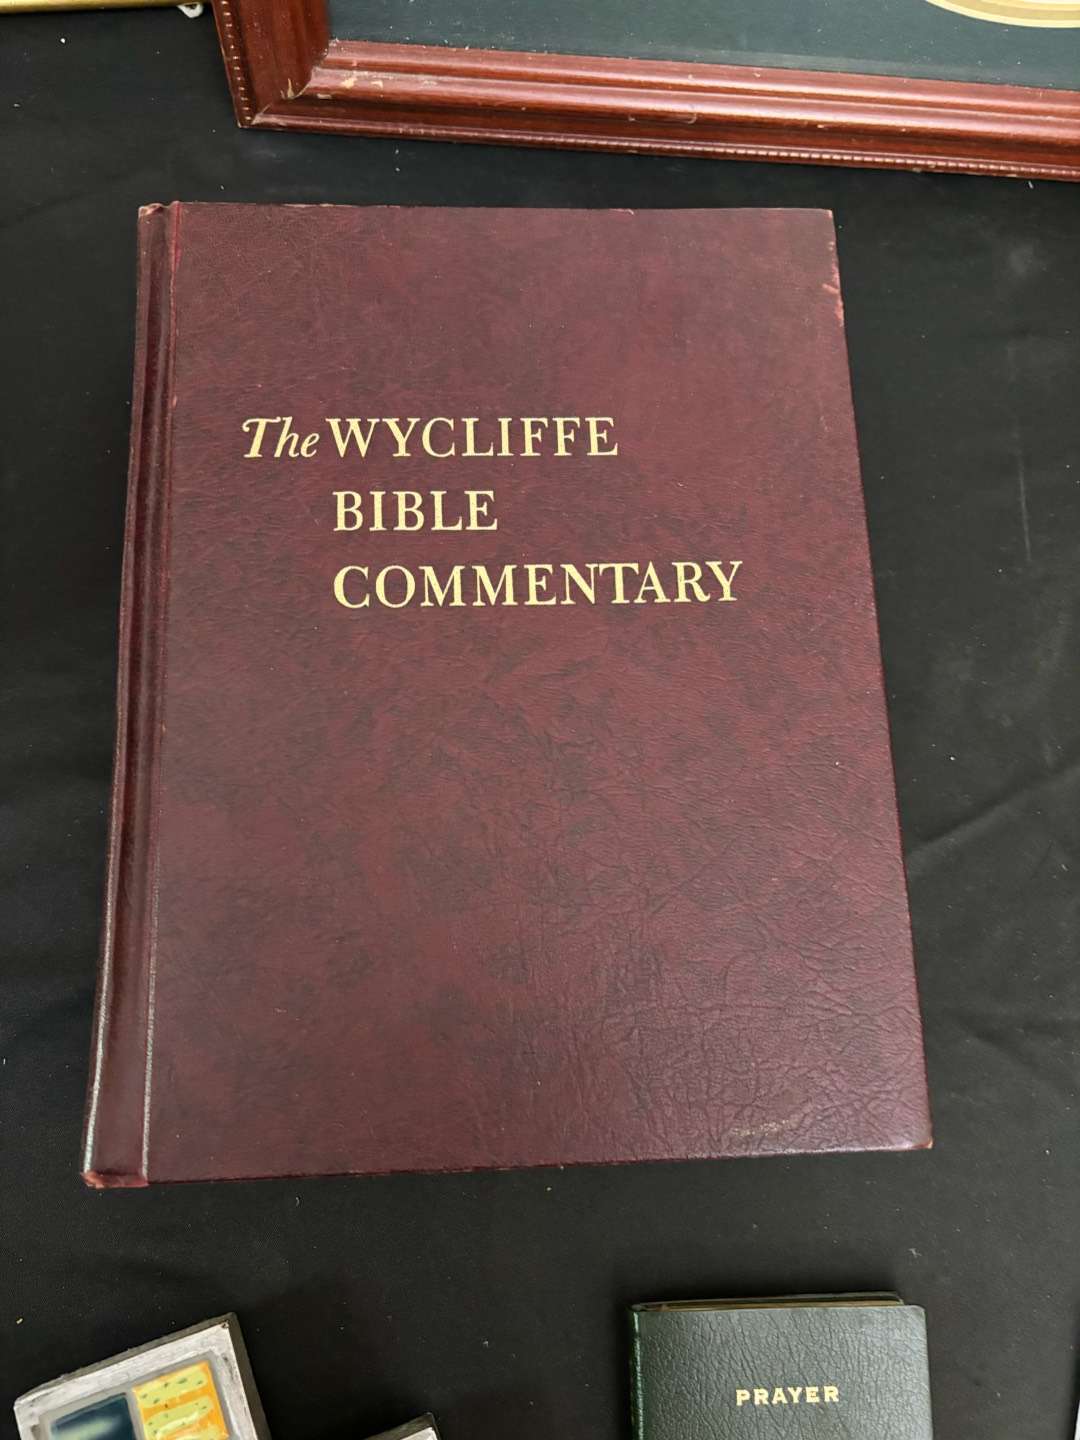 The WYCLIFFE
BIBLE
COMMENTARY
PRAYER